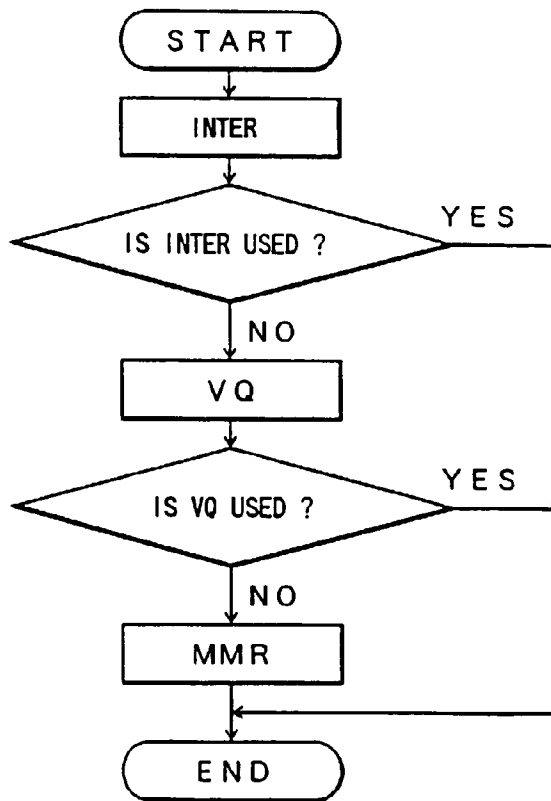 START
INTER
IS INTER USED ?
YES
NO
VQ
IS VQ USED ?
YES
NO
MMR
END